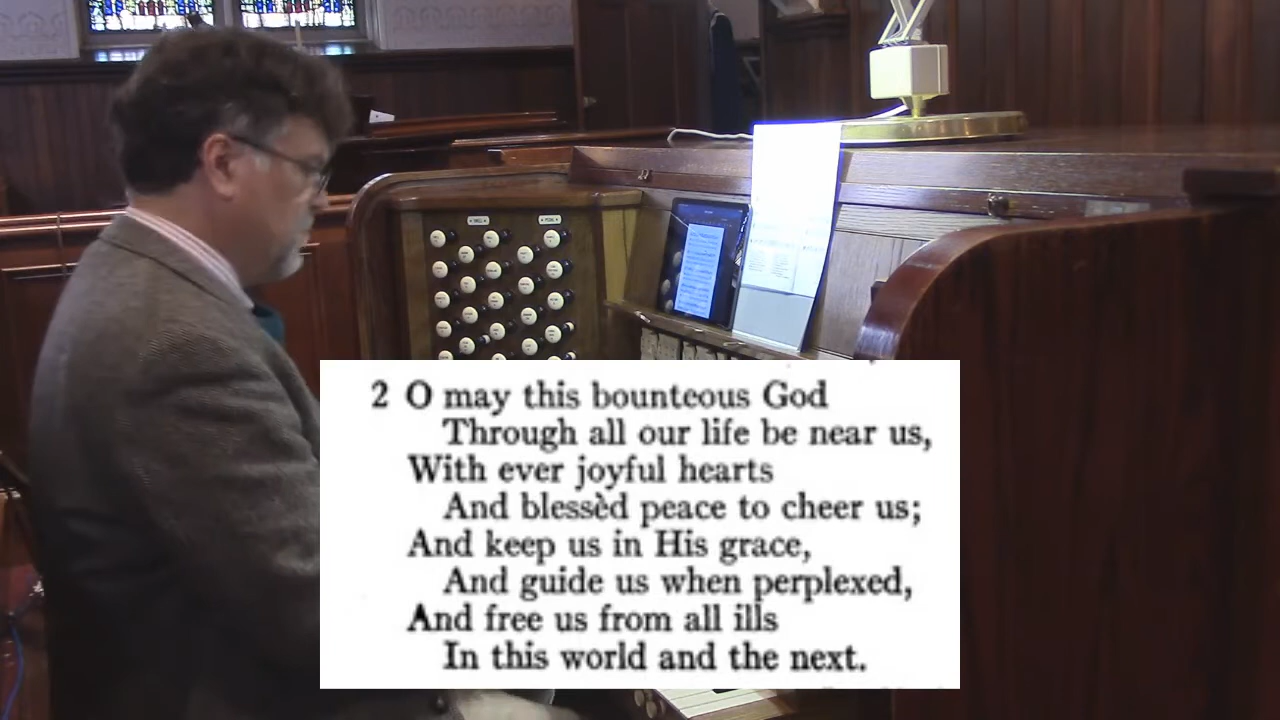 2 O may this bounteous God
Through all our life be near us,
With ever joyful hearts
And blessèd peace to cheer us;
And keep us in His grace,
And guide us when perplexed,
And free us from all ills
In this world and the next.